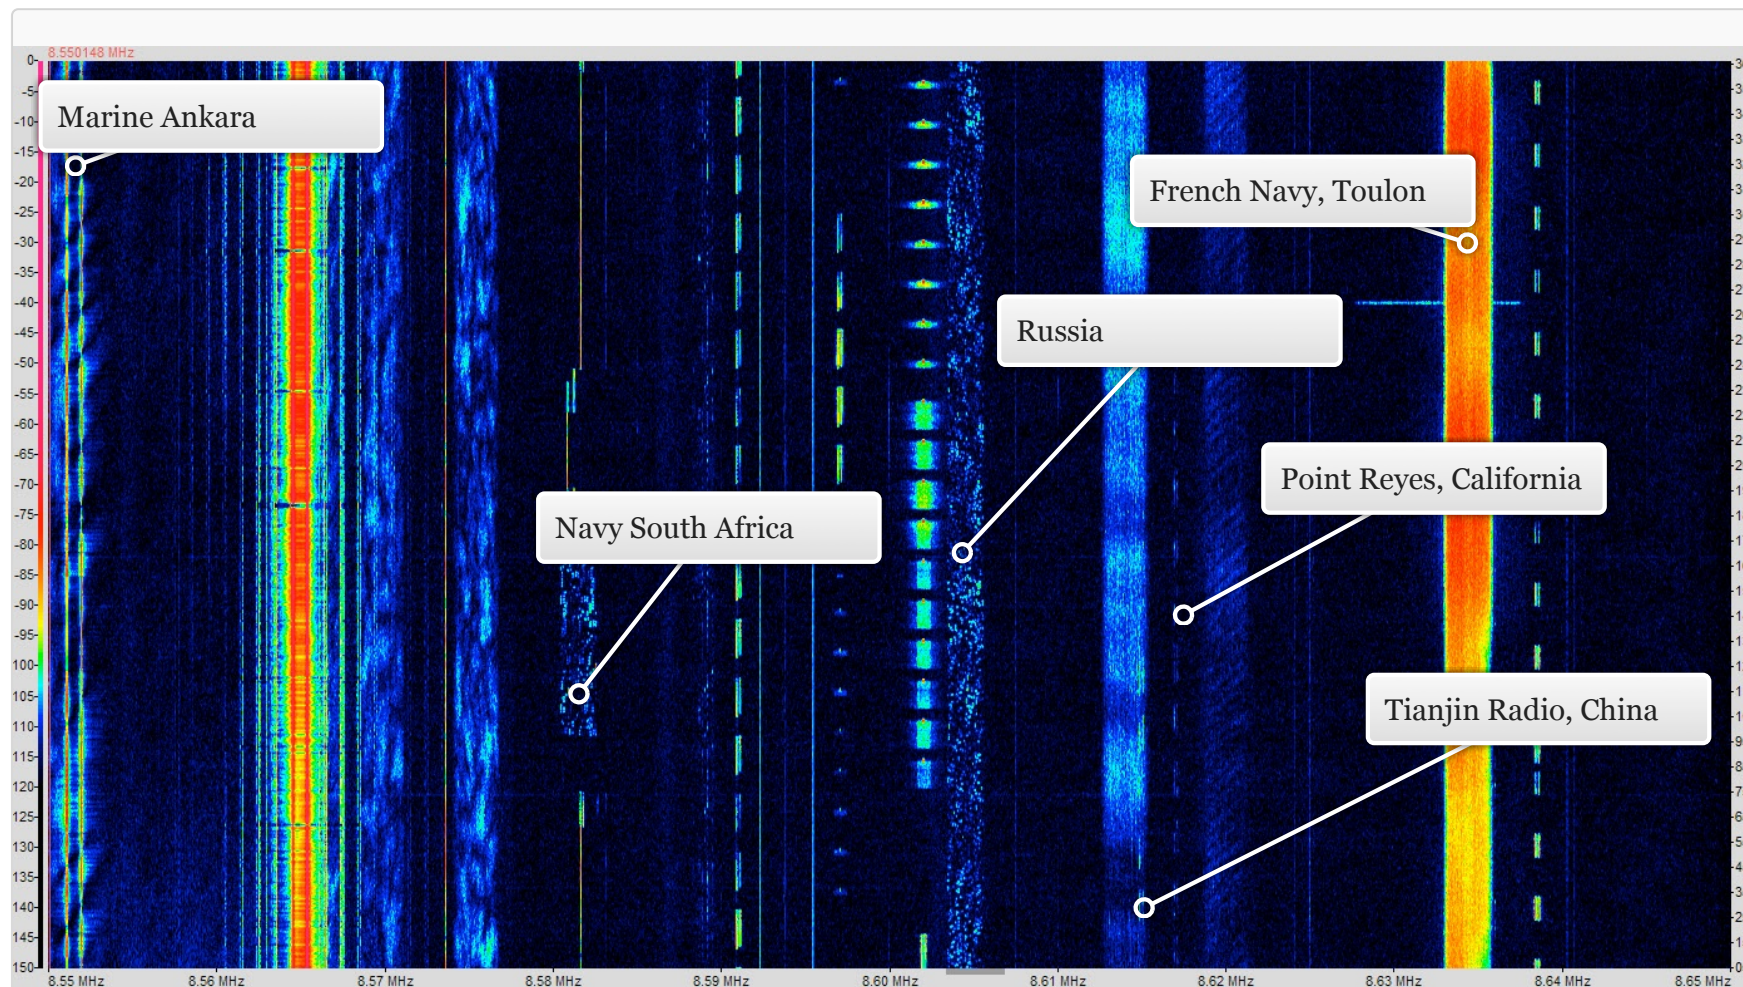 8.550148 MHz
0
-5
-10
-15
-20
-25
-30
-35
-40
-45
-50
-55
-60
-65
-70
-75
-80
-85
-90
-95
100
105
110
115
120
125
130
135
140
145
150
Marine Ankara
French Navy, Toulon
Russia
Point Reyes, California
Navy South Africa
Tianjin Radio, China
8.55 MHz
8.56 MHz
8.57 MHz
8.58 MHz
8.59 MHz
8.60 MHz
8.61 MHz
8.62 MHz
8.63 MHz
8.64 MHz
8.65 MHz